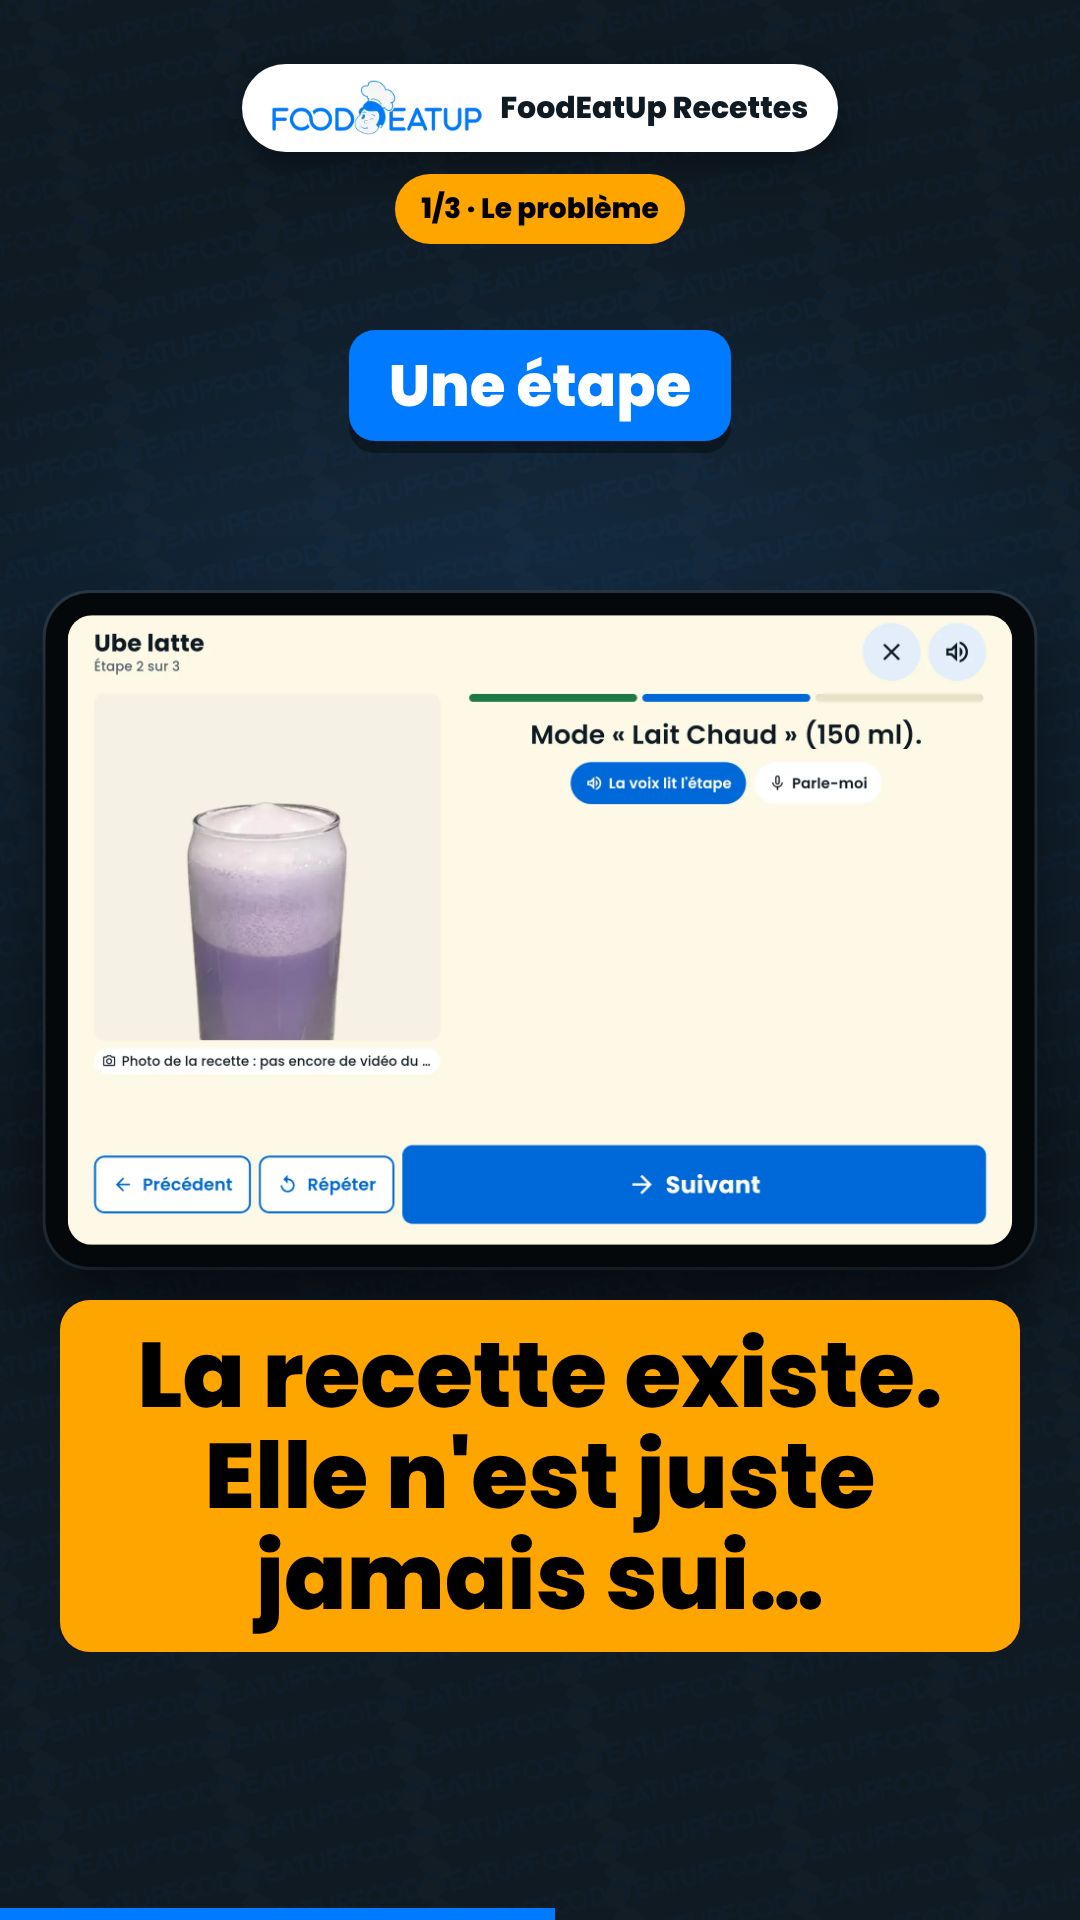 FOOD EATUP FoodEatUp Recettes
1/3 · Le problème
Une étape
Ube latte
Étape 2 sur 3
Mode « Lait Chaud » (150 ml).
La voix lit l'étape
Parle-moi
Photo de la recette : pas encore de vidéo du ...
Précédent
Répéter
Suivant
La recette existe.
Elle n'est juste
jamais sui...